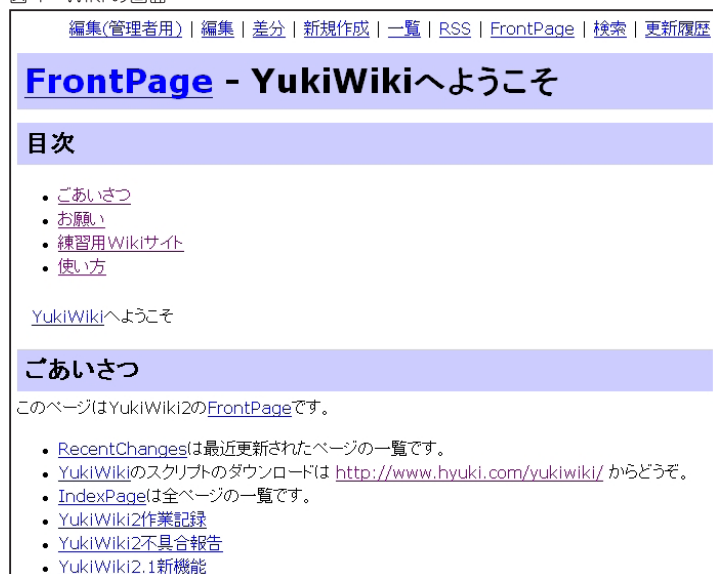 編集(管理者用) | 編集 | 差分 | 新規作成 | 一覧 | RSS | FrontPage | 検索 | 更新履歴
FrontPage - YukiWikiへようこそ
目次
• ごあいさつ
• お願い
• 練習用Wikiサイト
• 使い方
YukiWikiへようこそ
ごあいさつ
このページはYukiWiki2のFrontPageです。
• RecentChangesは最近更新されたページの一覧です。
• YukiWikiのスクリプトのダウンロードは http://www.hyuki.com/yukiwiki/ からどうぞ。
• IndexPageは全ページの一覧です。
• YukiWiki2作業記録
• YukiWiki2不具合報告
• YukiWiki2.1新機能